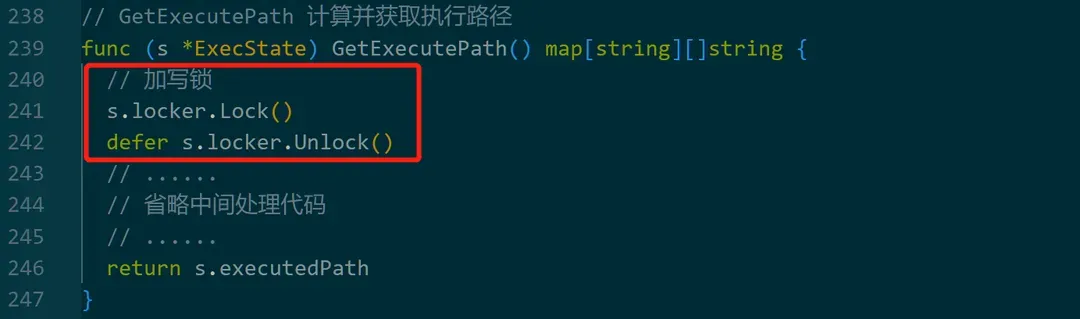 238 // GetExecutePath 计算并获取执行路径
239 func (s *ExecState) GetExecutePath() map[string][]string {
240 // 加写锁
241 s.locker.Lock()
242 defer s.locker.Unlock()
243 // ......
244 // 省略中间处理代码
245 // ......
246 return s.executedPath
247 }